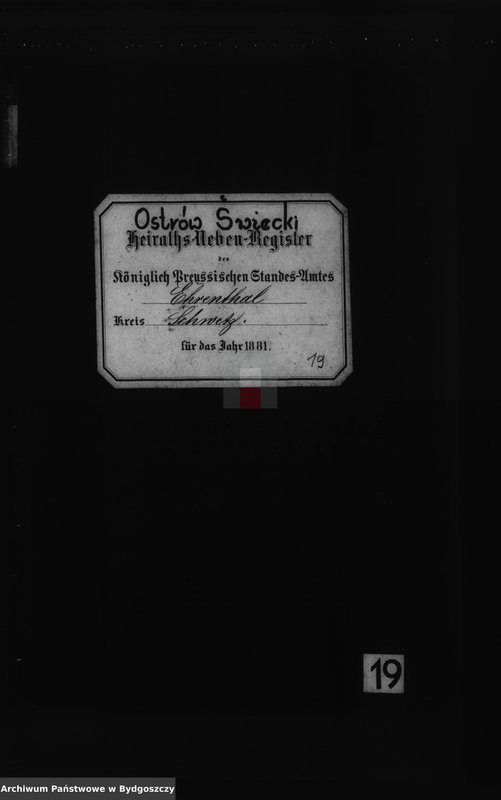 Ostrów Swiecki
Heiraths-Neben-Register
des
Königlich Preussischen Standes-Amtes
Ehrenthal
Kreis Schwetz.
für das Jahr 1881.
19
19
Archiwum Państwowe w Bydgoszczy